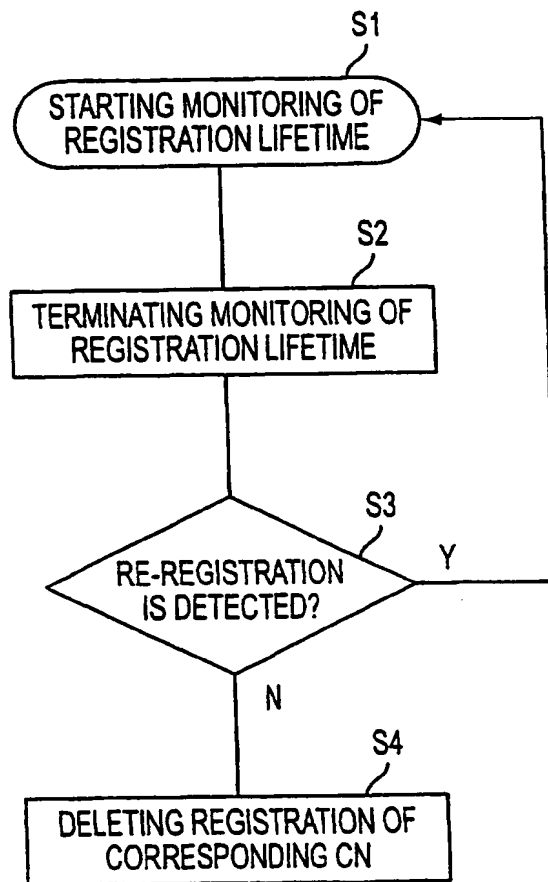 S1
STARTING MONITORING OF
REGISTRATION LIFETIME
S2
TERMINATING MONITORING OF
REGISTRATION LIFETIME
S3
RE-REGISTRATION
IS DETECTED?
Y
N
S4
DELETING REGISTRATION OF
CORRESPONDING CN